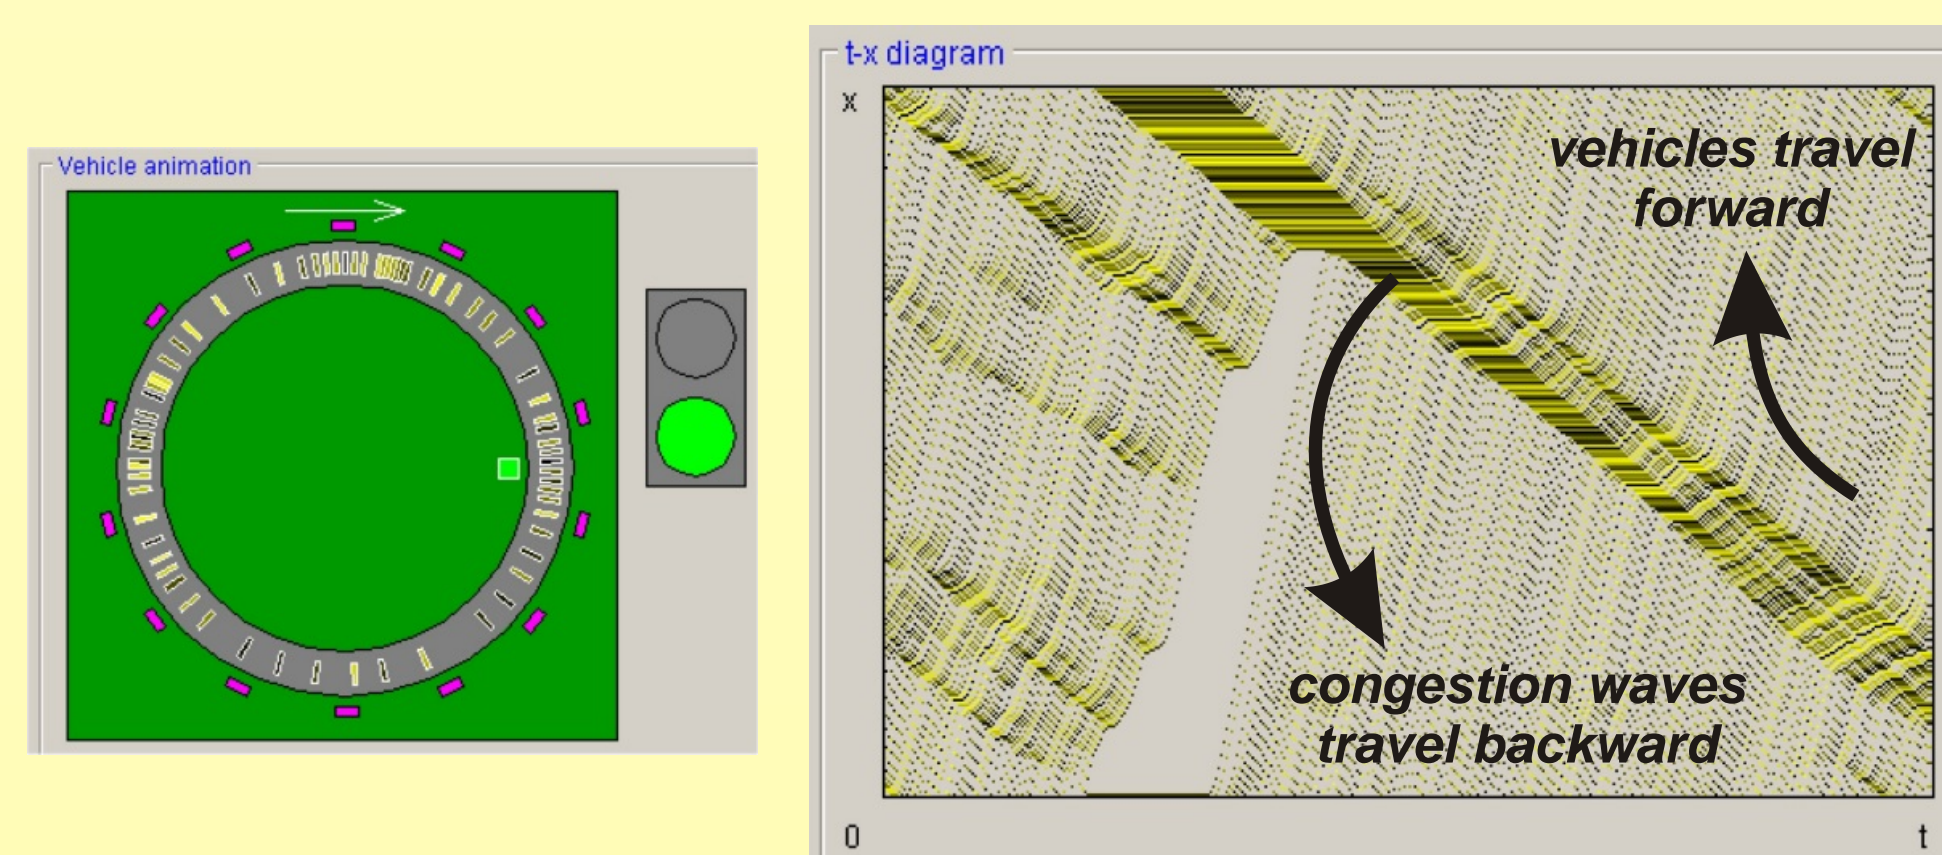 Vehicle animation
t-x diagram
x
vehicles travel
forward
congestion waves
travel backward
0
t